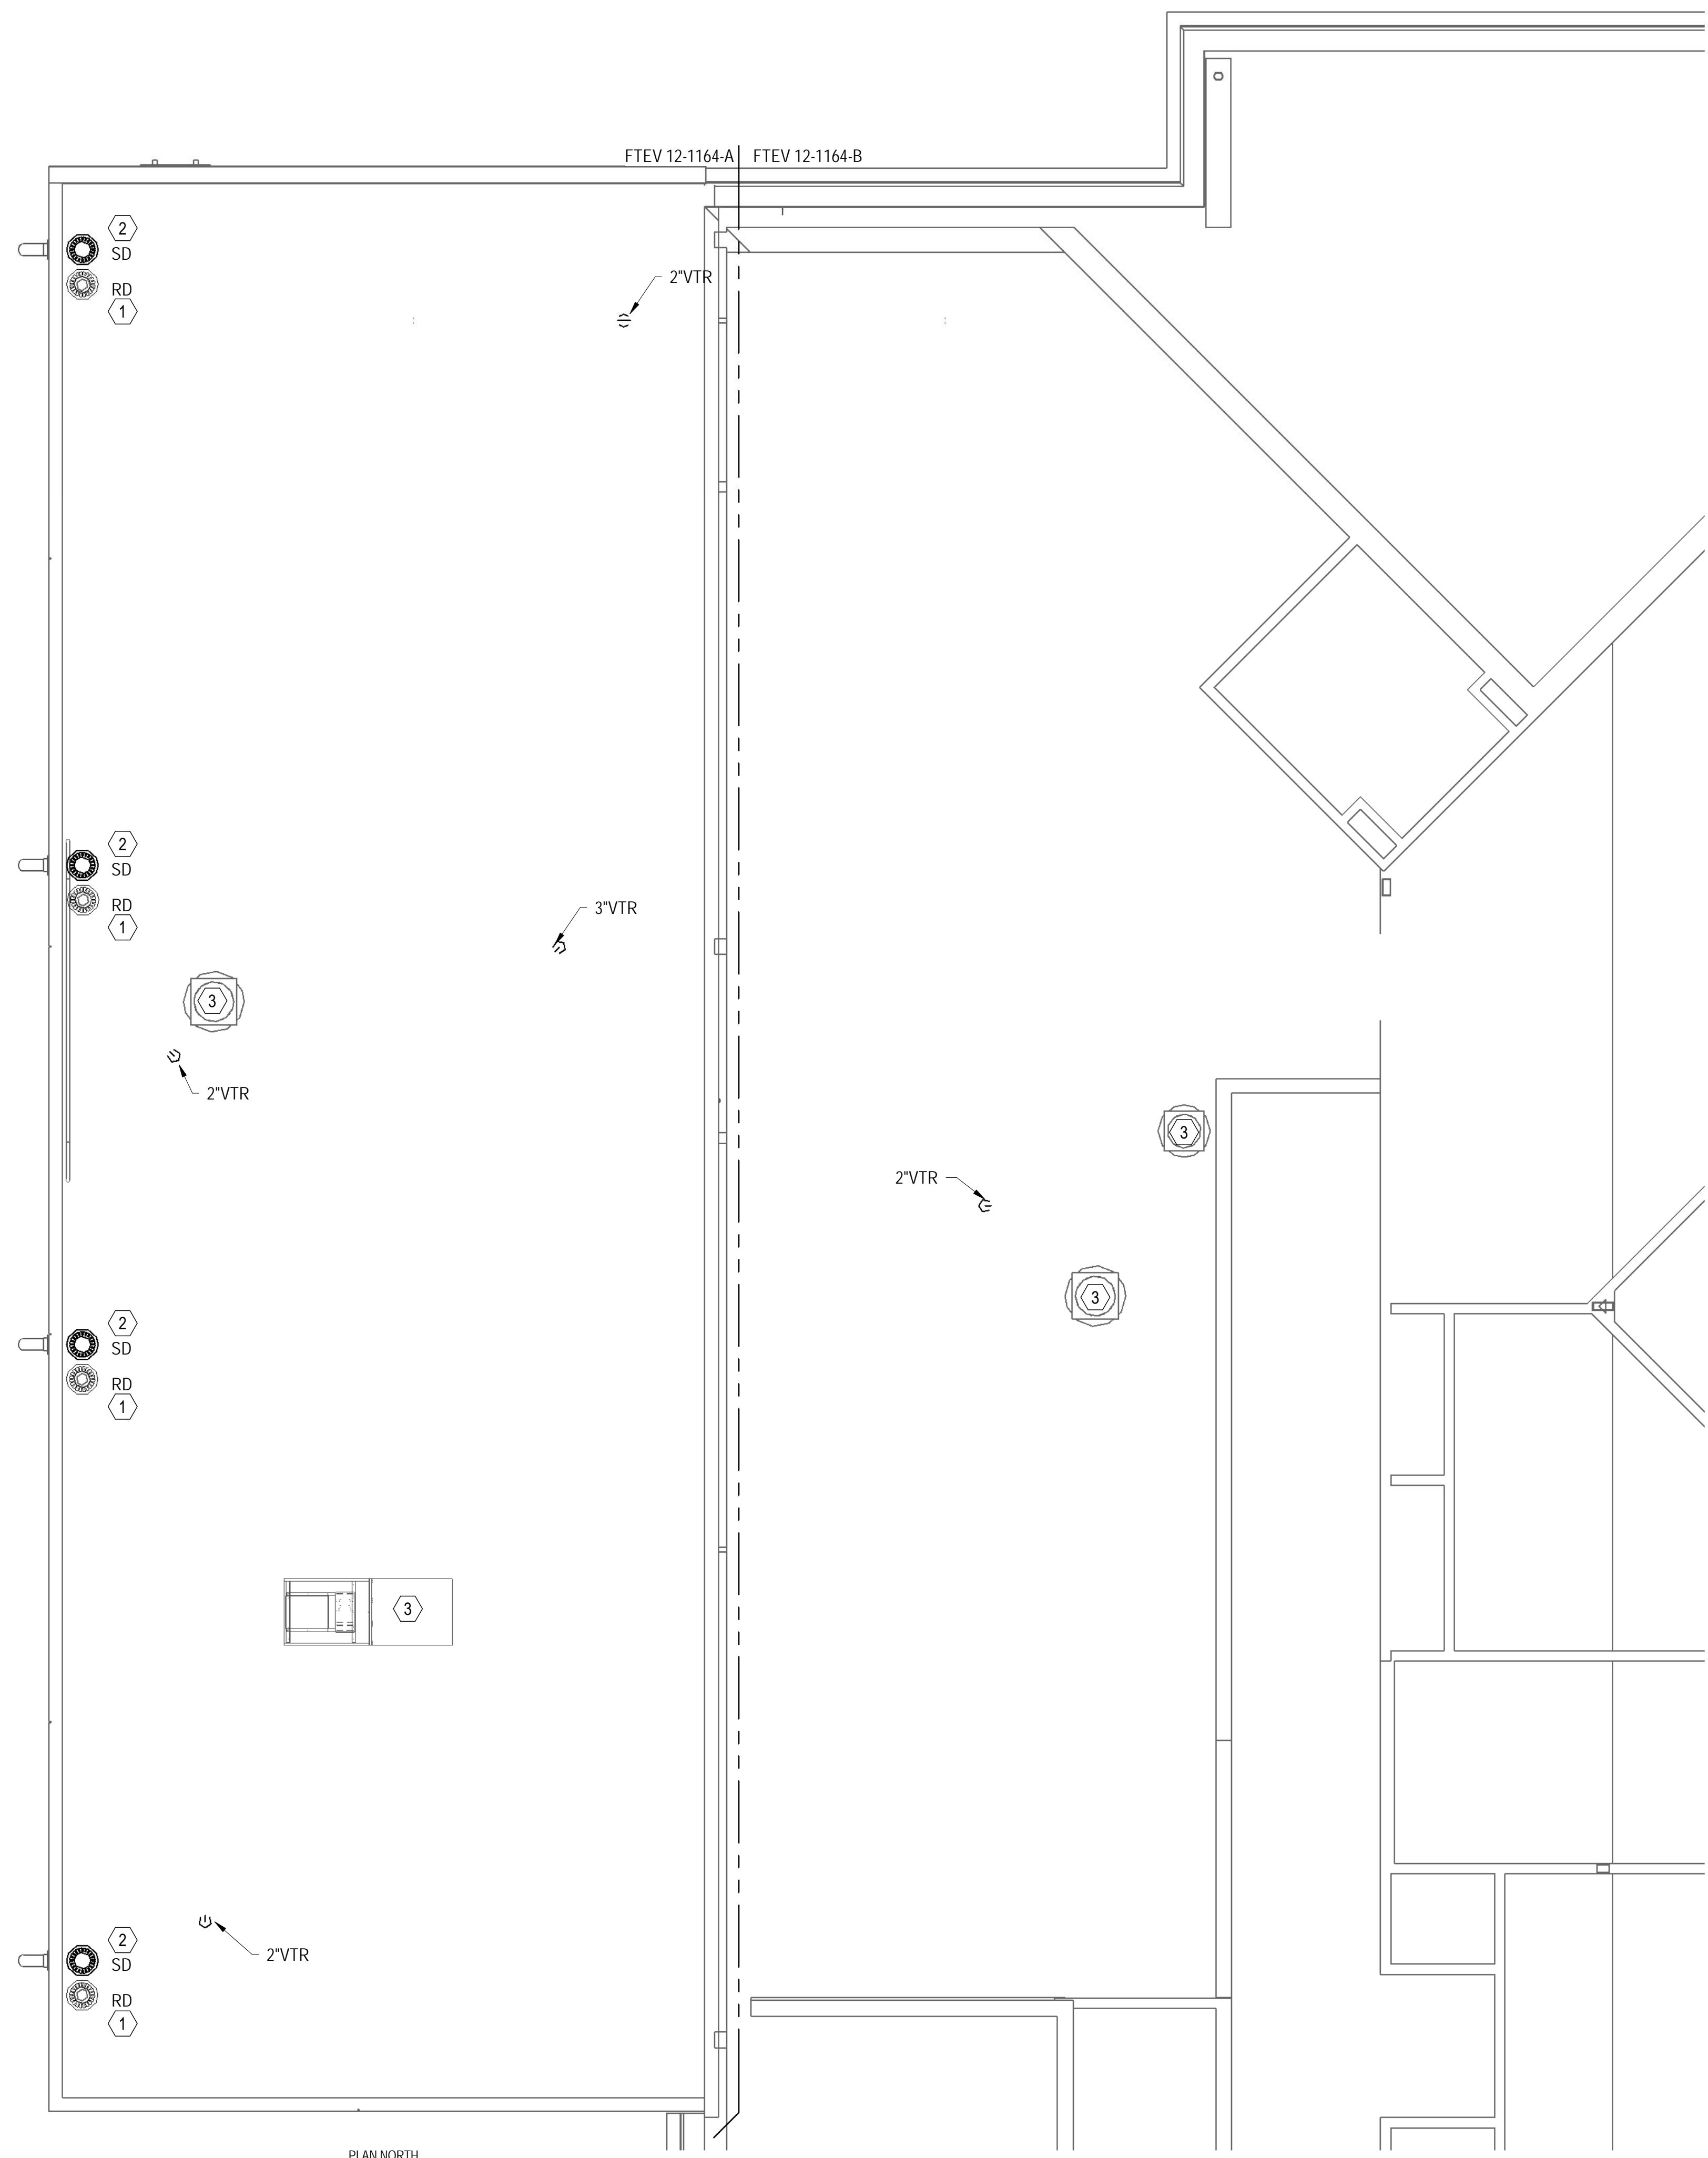 FTEV 12-1164-A
FTEV 12-1164-B
2
SD
RD
1
2"VTR
2
SD
RD
1
3"VTR
3
2"VTR
3
2"VTR
3
2
SD
RD
1
3
2
SD
RD
1
2"VTR
PLAN NORTH